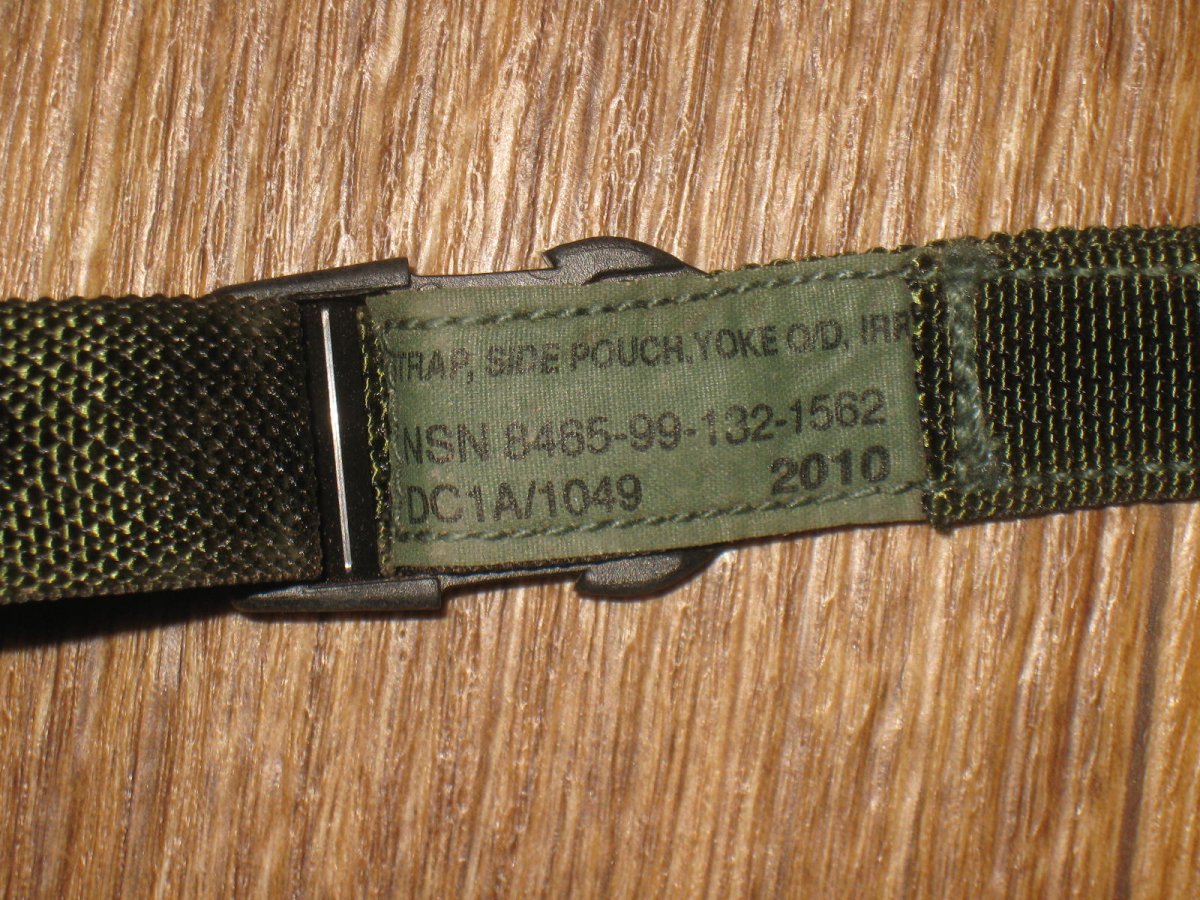 TRAP, SIDE POUCH, YOKE O/D, IRR
NSN 8465-99-132-1562
DC1A/1049 2010